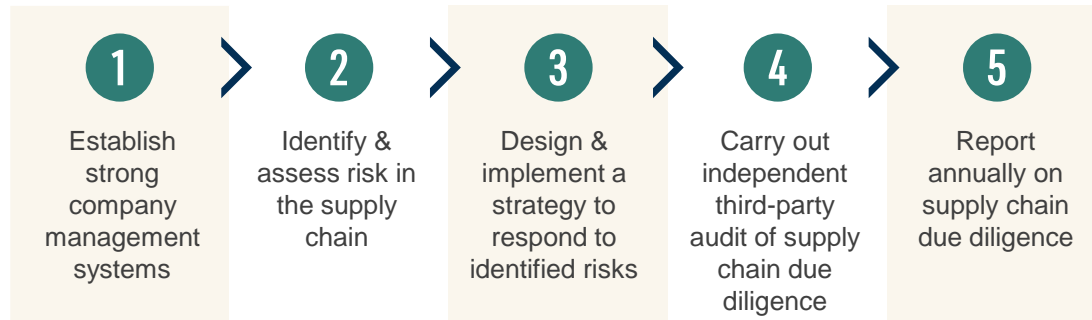 1
Establish
strong
company
management
systems
2
Identify &
assess risk in
the supply
chain
3
Design &
implement a
strategy to
respond to
identified risks
4
Carry out
independent
third-party
audit of supply
chain due
diligence
5
Report
annually on
supply chain
due diligence